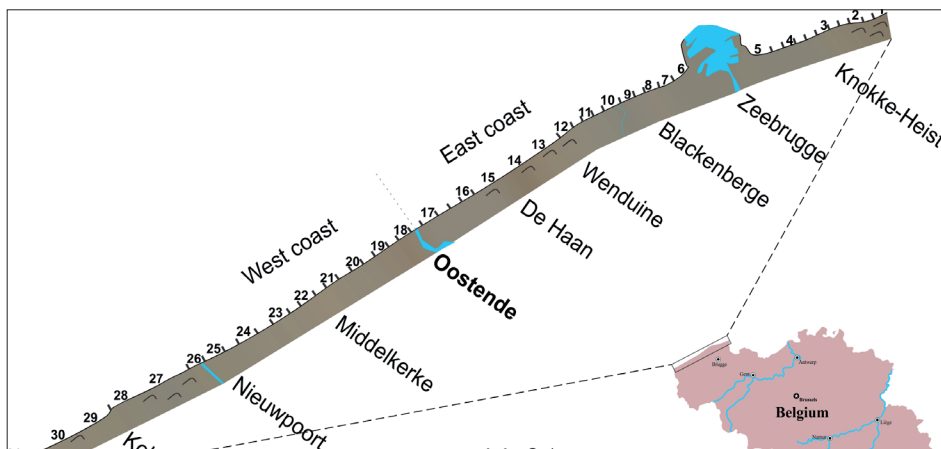 1
2
3
4
5
6
7
8
9
10
11
12
13
14
15
16
17
18
19
20
21
22
23
24
25
26
27
28
29
30
East coast
West coast
Knokke-Heist
Zeebrugge
Blackenberge
Wenduine
De Haan
Oostende
Middelkerke
Nieuwpoort
Brugge
Gent
Antwerp
Brussels
Belgium
Liège
Namur